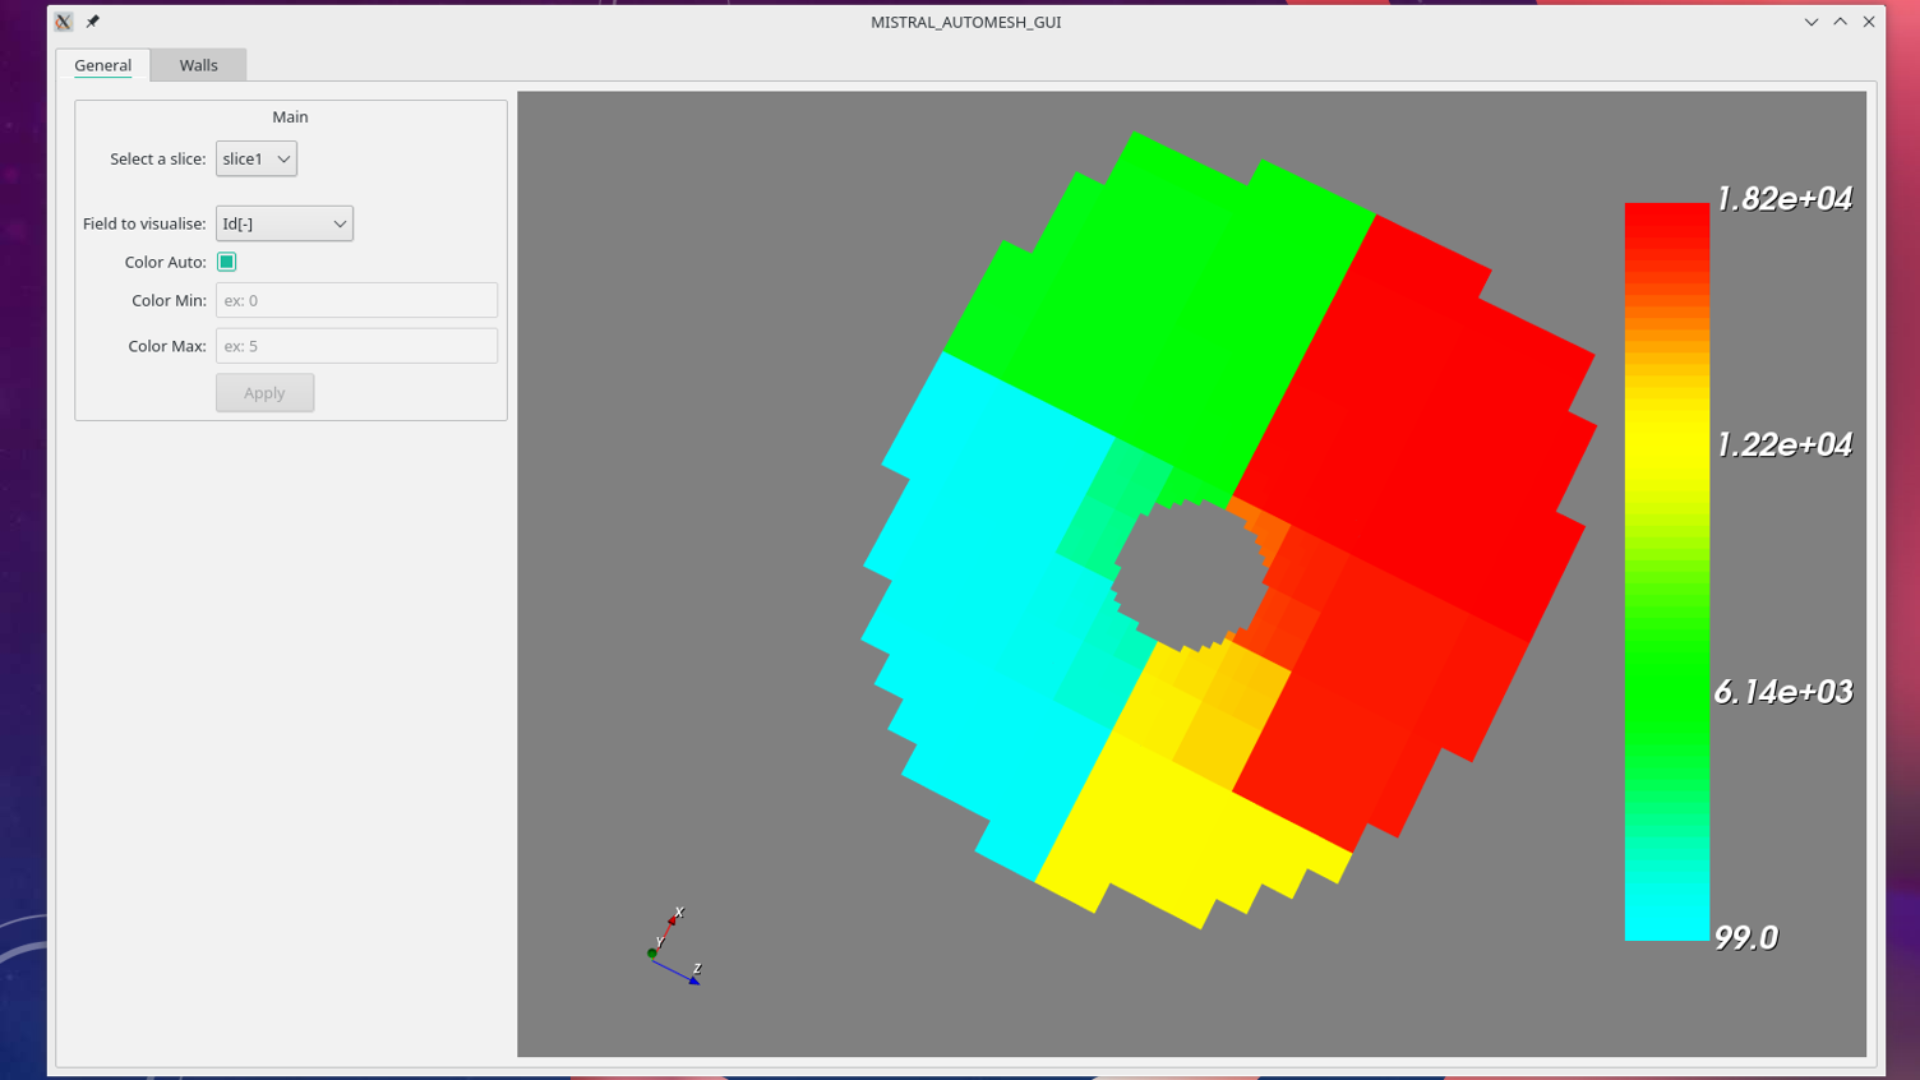 MISTRAL_AUTOMESH_GUI
General Walls
Main
Select a slice: slice1
Field to visualise: Id[-]
Color Auto:
Color Min: ex: 0
Color Max: ex: 5
Apply
1.82e+04
1.22e+04
6.14e+03
99.0
X
Y
Z